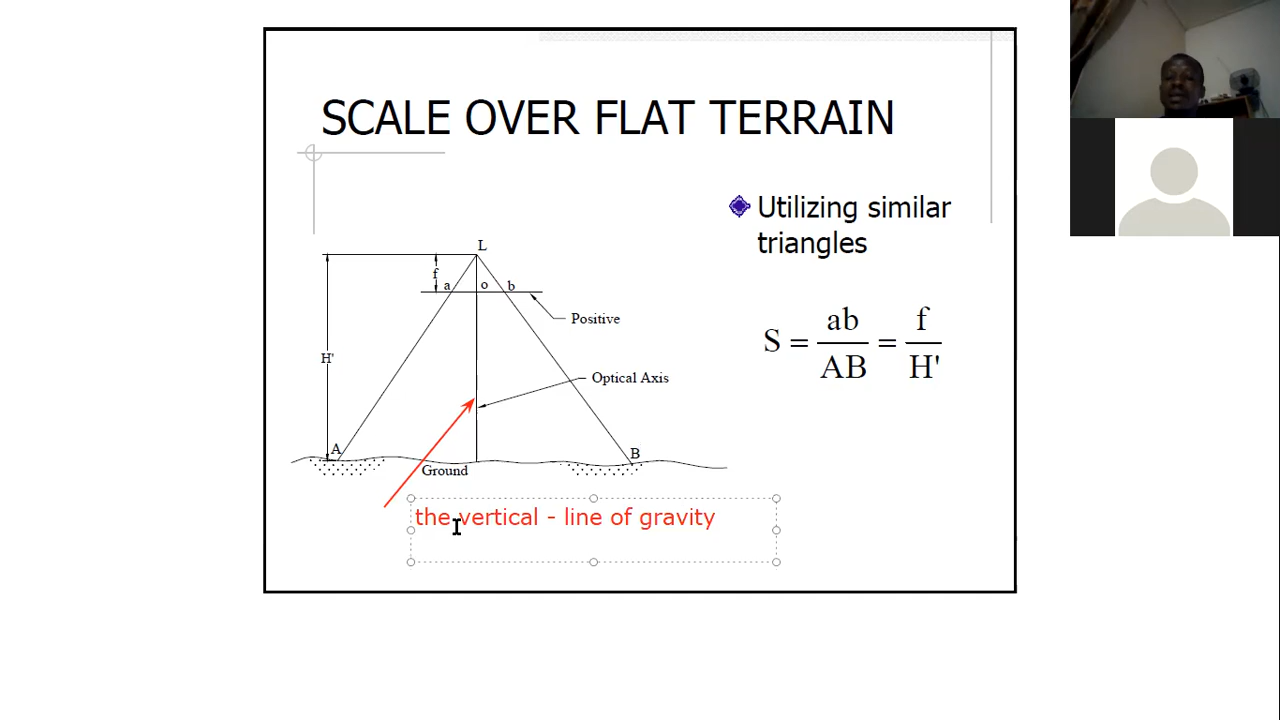 SCALE OVER FLAT TERRAIN
Utilizing similar
triangles
S = ab/AB = f/H'
L
f
a
o
b
Positive
H'
Optical Axis
A
B
Ground
the vertical - line of gravity